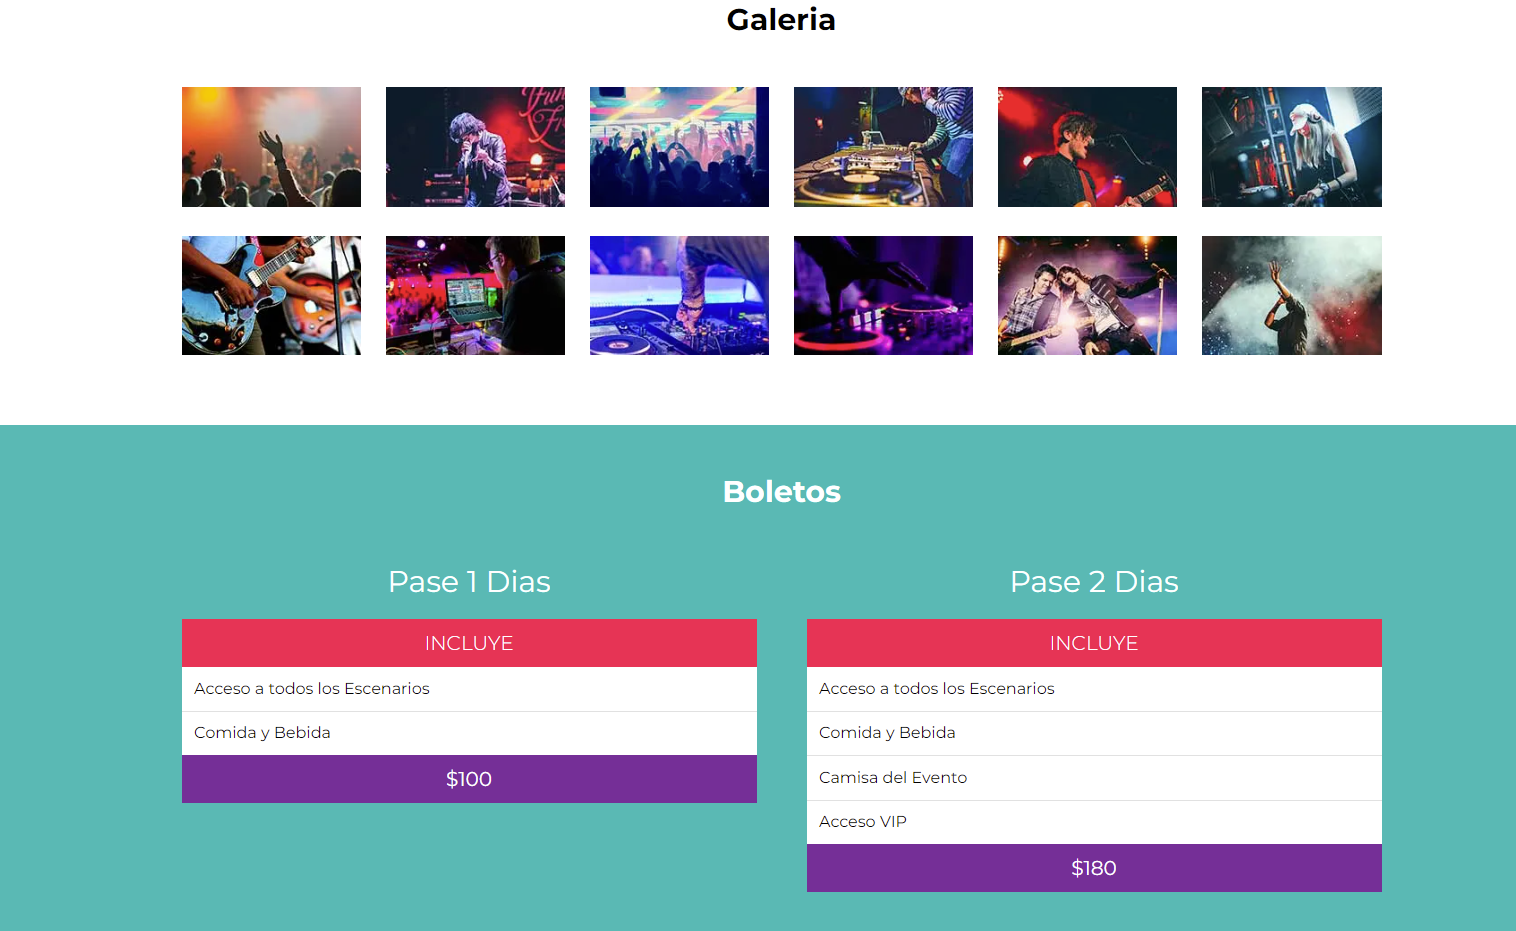 Galeria
Boletos
Pase 1 Dias
INCLUYE
Acceso a todos los Escenarios
Comida y Bebida
$100
Pase 2 Dias
INCLUYE
Acceso a todos los Escenarios
Comida y Bebida
Camisa del Evento
Acceso VIP
$180